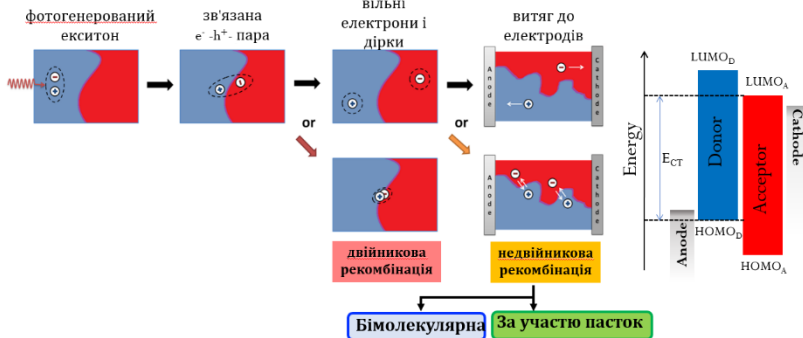 фотогенерований
екситон
зв'язана
e⁻ -h⁺- пара
вільні
електрони і
дірки
витяг до
електродів
Anode
Cathode
or
or
Anode
Cathode
двійникова
рекомбінація
недвійникова
рекомбінація
Бімолекулярна
За участю пасток
Energy
E_CT
LUMO_D
LUMO_A
Donor
Acceptor
Anode
Cathode
HOMO_D
HOMO_A